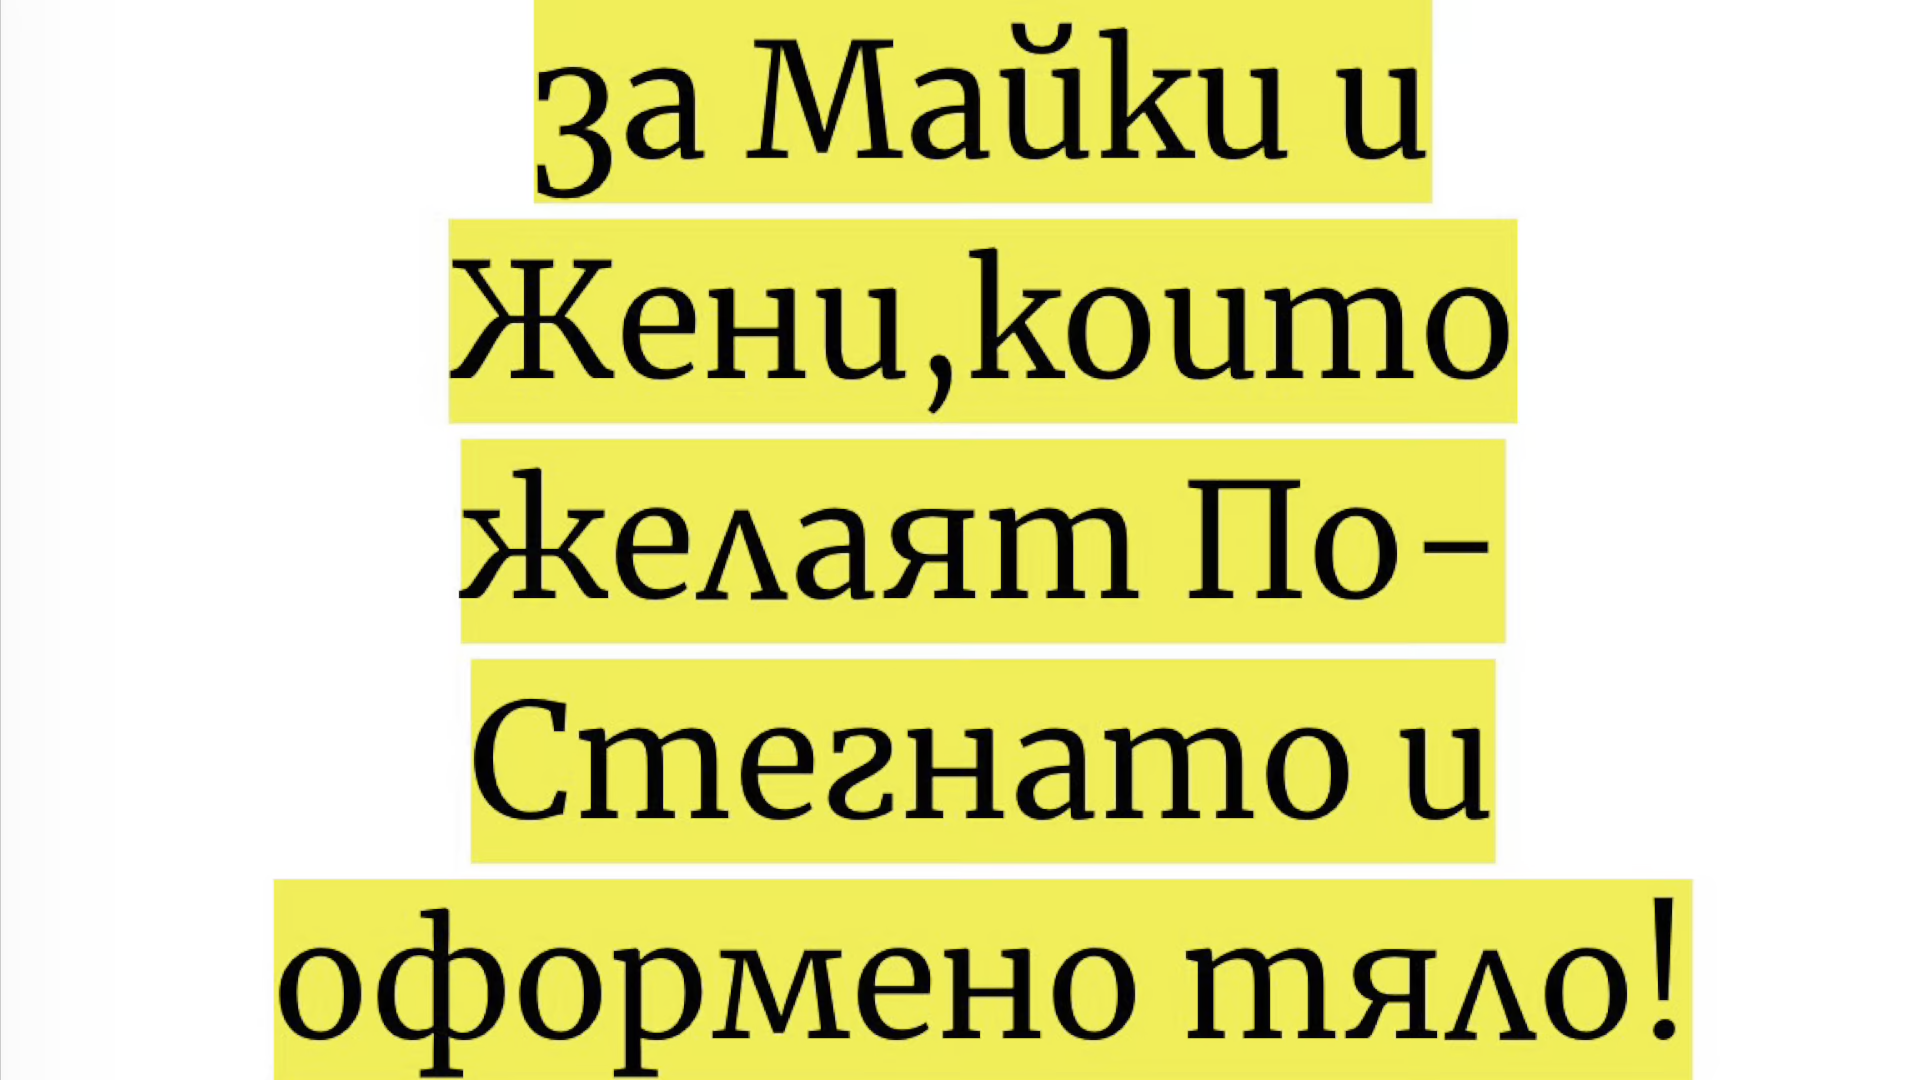 за Майки и
Жени,които
желаят По-
Стегнато и
оформено тяло!